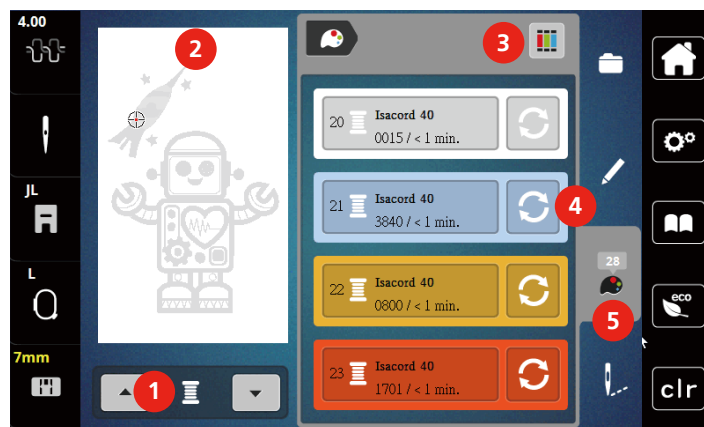 4.00
2
3
20
Isacord 40
0015 / < 1 min.
JL
21
Isacord 40
3840 / < 1 min.
4
28
L
22
Isacord 40
0800 / < 1 min.
5
eco
7mm
1
23
Isacord 40
1701 / < 1 min.
clr